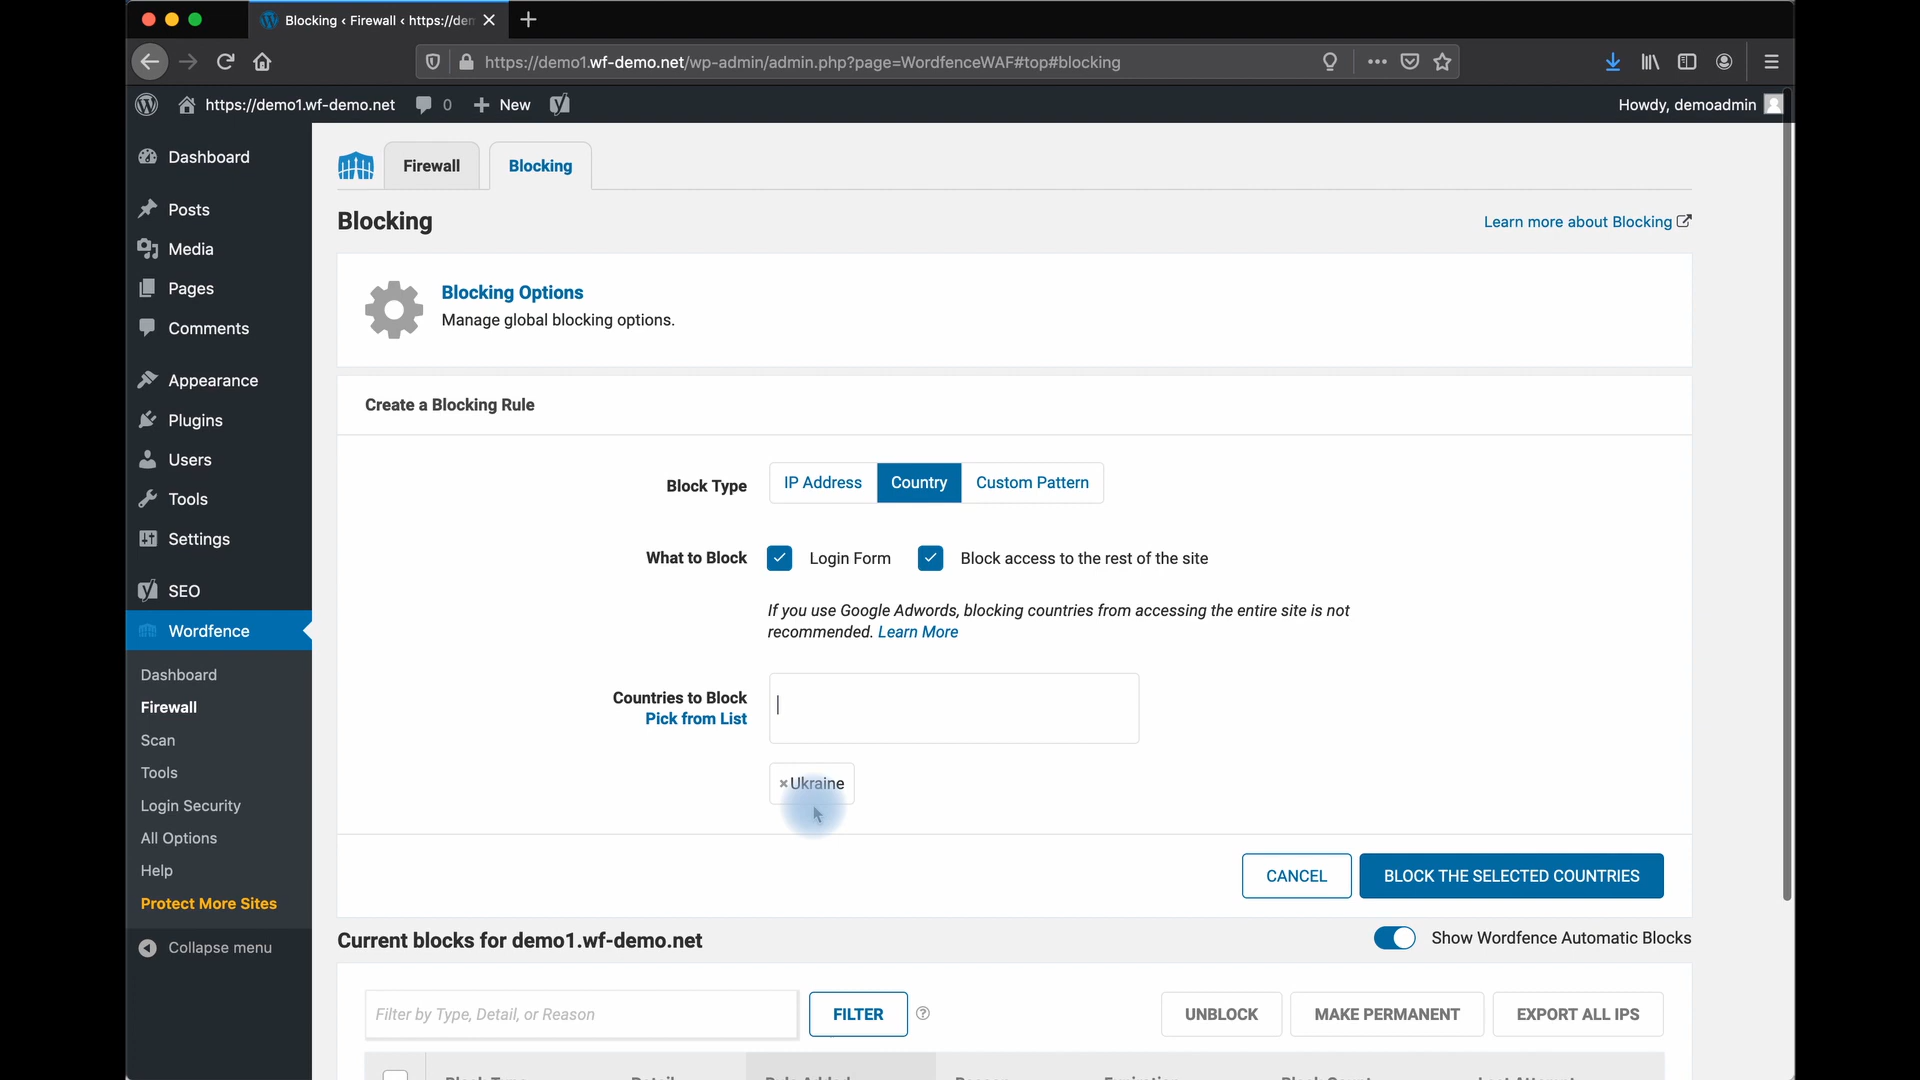 Blocking ‹ Firewall ‹ https://dem
https://demo1.wf-demo.net/wp-admin/admin.php?page=WordfenceWAF#top#blocking
https://demo1.wf-demo.net 0 New Howdy, demoadmin
Dashboard
Posts
Media
Pages
Comments
Appearance
Plugins
Users
Tools
Settings
SEO
Wordfence
Dashboard
Firewall
Scan
Tools
Login Security
All Options
Help
Protect More Sites
Collapse menu
Firewall Blocking
Blocking Learn more about Blocking
Blocking Options
Manage global blocking options.
Create a Blocking Rule
Block Type IP Address Country Custom Pattern
What to Block Login Form Block access to the rest of the site
If you use Google Adwords, blocking countries from accessing the entire site is not
recommended. Learn More
Countries to Block
Pick from List
×Ukraine
CANCEL BLOCK THE SELECTED COUNTRIES
Current blocks for demo1.wf-demo.net Show Wordfence Automatic Blocks
Filter by Type, Detail, or Reason FILTER UNBLOCK MAKE PERMANENT EXPORT ALL IPS